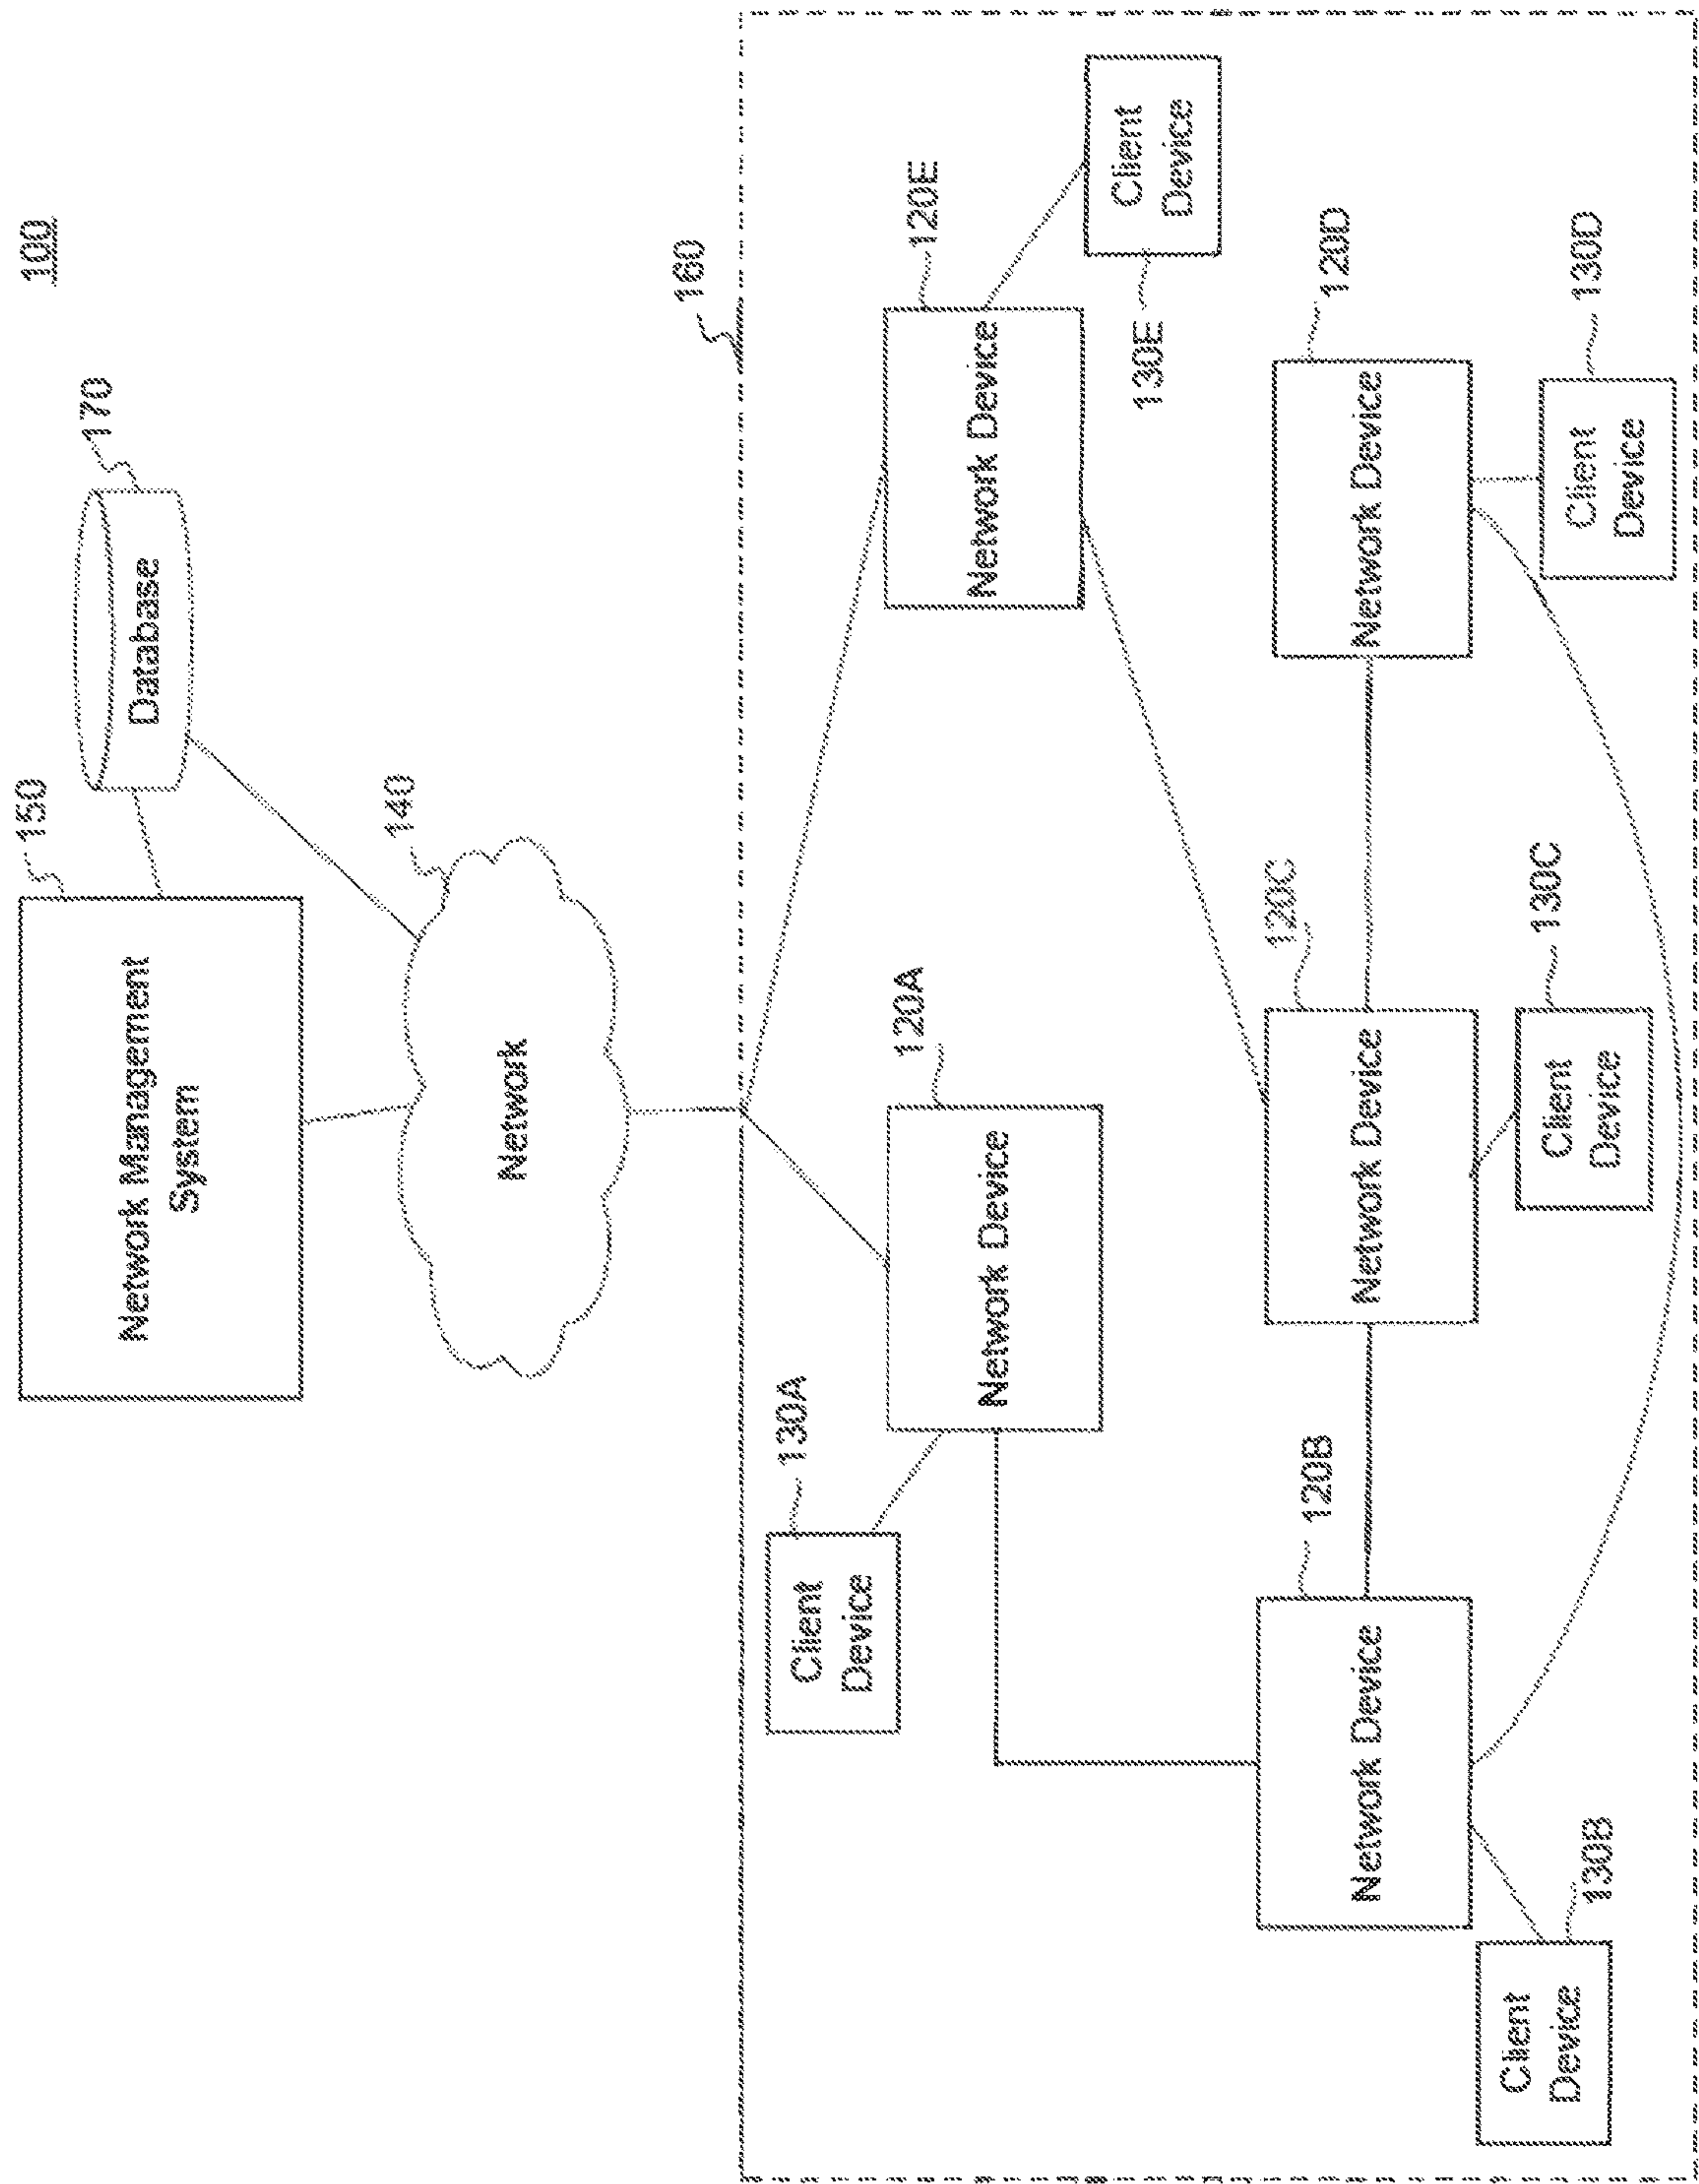 100
150
Network Management
System
170
Database
140
Network
160
130A
Client
Device
120A
Network Device
120E
Network Device
Client
Device
130E
120B
Network Device
120C
Network Device
120D
Network Device
130B
Client
Device
130C
Client
Device
130D
Client
Device